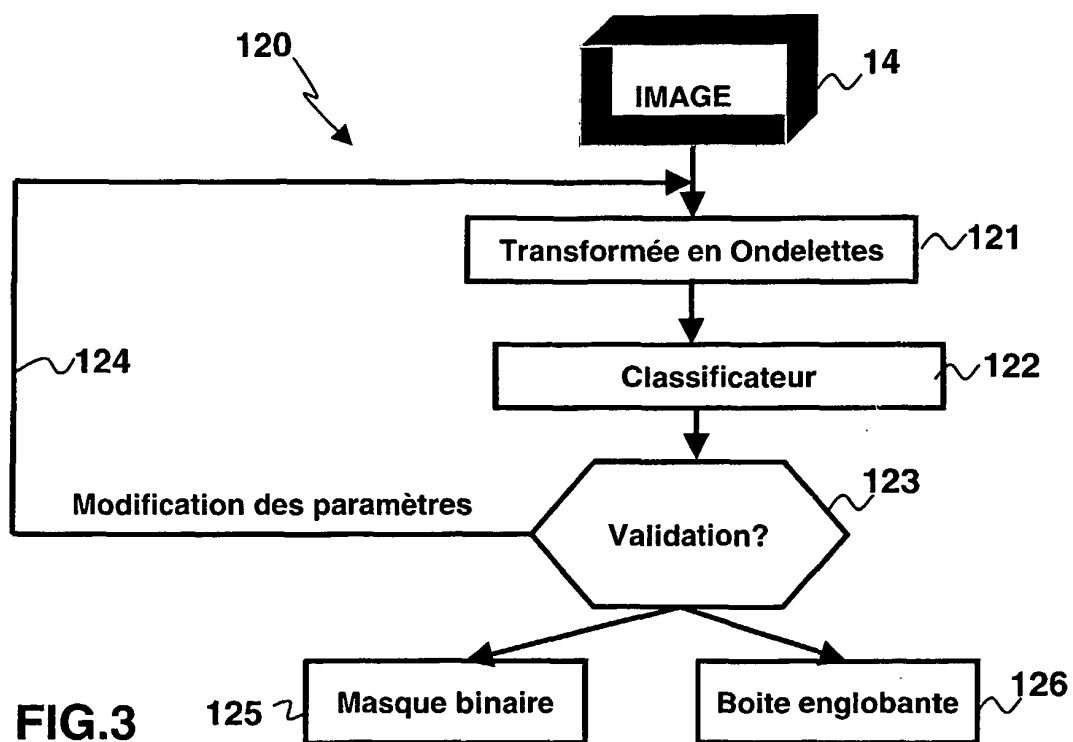 120
14
IMAGE
Transformée en Ondelettes
121
124
Classificateur
122
Modification des paramètres
Validation?
123
FIG.3
125
Masque binaire
Boite englobante
126